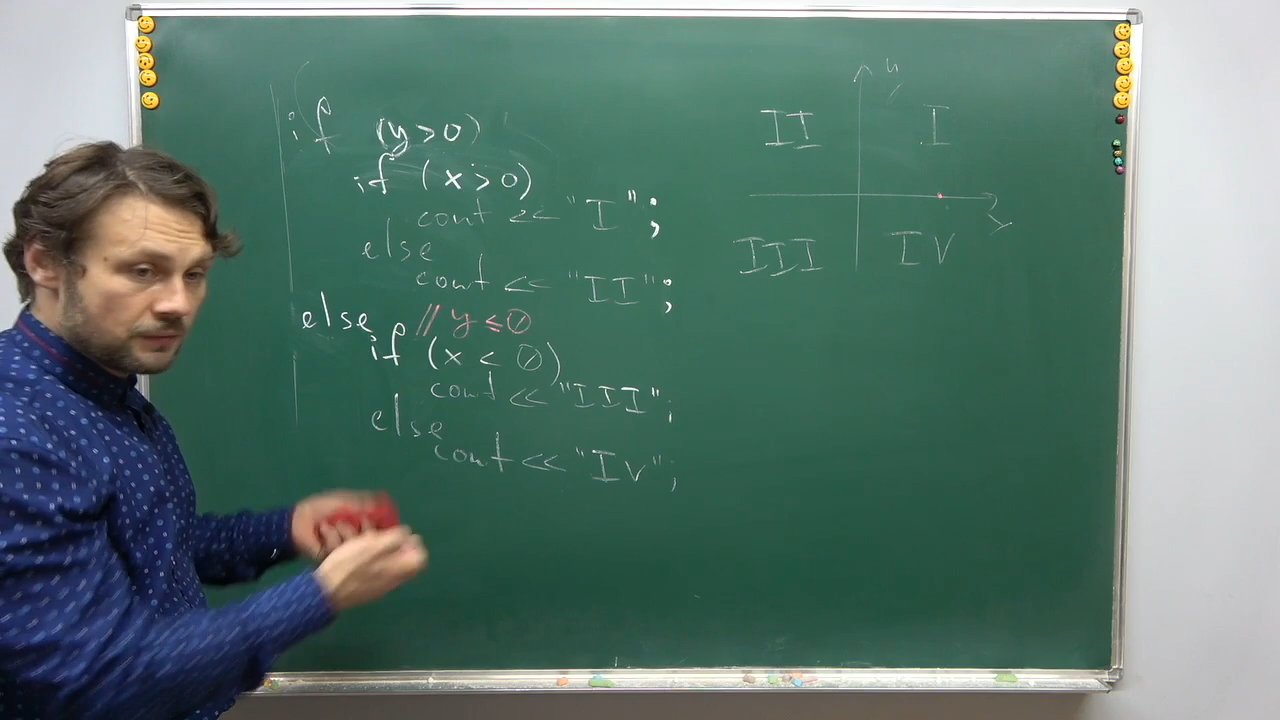 if (y>0)
if (x>0)
cout << "I";
else
cout << "II";
else // y≤0
if (x < 0)
cout << "III";
else
cout << "IV";
y
II I
III IV